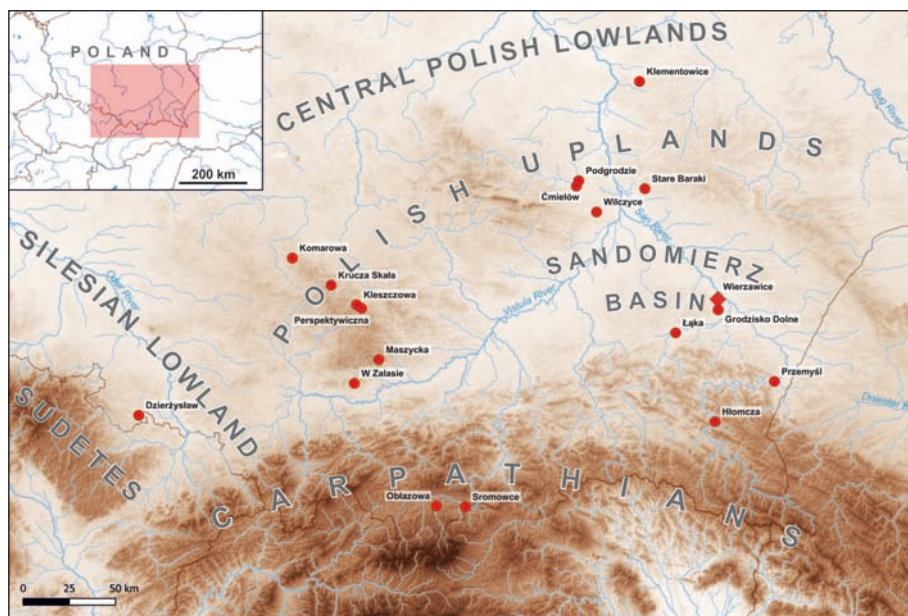 POLAND
200 km
CENTRAL POLISH LOWLANDS
Klementowice
Bug River
POLISH UPLANDS
Podgrodzie
Ćmielów
Stare Baraki
Wilczyce
San River
Komarowa
SILESIAN LOWLAND
Oder River
Krucza Skała
SANDOMIERZ
BASIN
Kleszczowa
Perspektywiczna
Vistula River
Wierzawice
Grodzisko Dolne
Łąka
Maszycka
W Zalasie
Przemyśl
SUDETES
Dzierżysław
Hłomcza
Dniester R
CARPATHIANS
Obłazowa
Sromowce
0 25 50 km